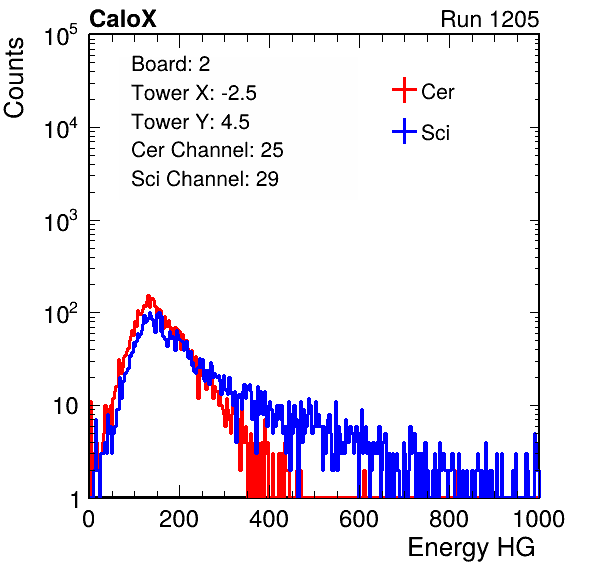 CaloX Run 1205
Counts
Board: 2
Tower X: -2.5
Tower Y: 4.5
Cer Channel: 25
Sci Channel: 29
Cer
Sci
10^5
10^4
10^3
10^2
10
1
0 200 400 600 800 1000
Energy HG